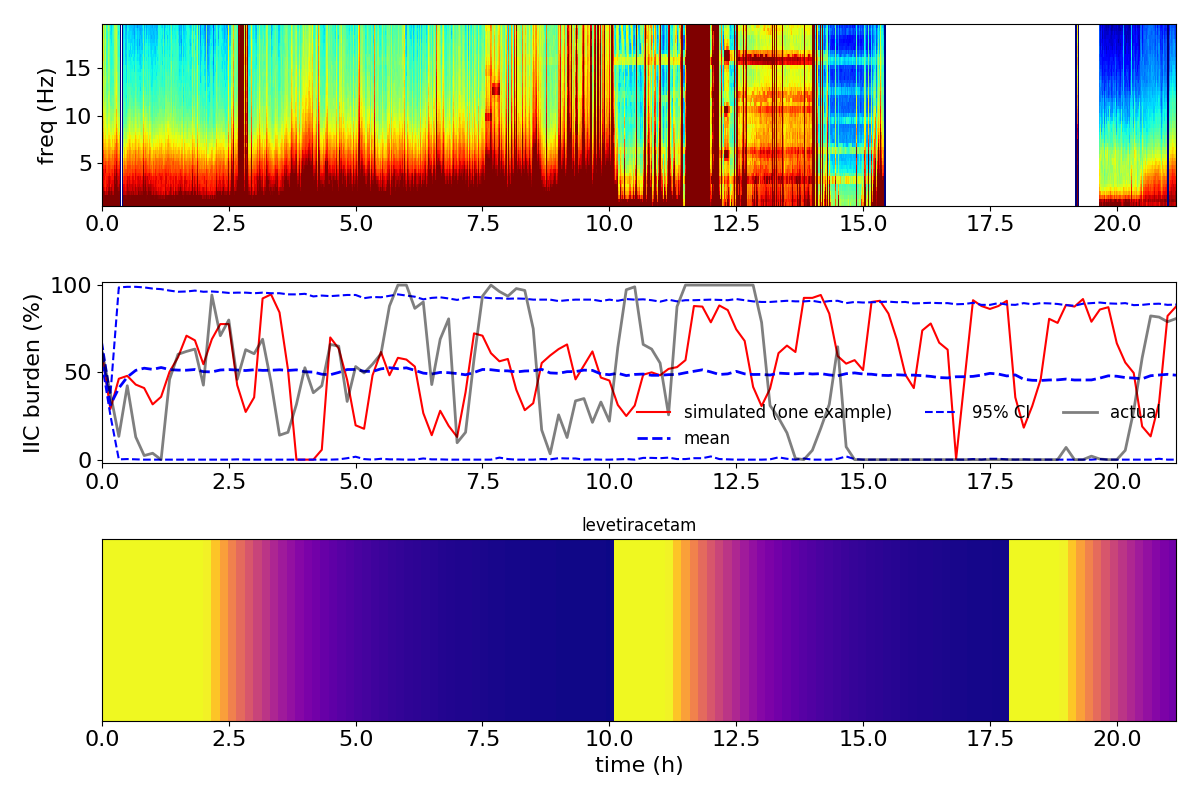 freq (Hz)
15
10
5
0.0 2.5 5.0 7.5 10.0 12.5 15.0 17.5 20.0
IIC burden (%)
100
50
0
simulated (one example)
mean
95% CI
actual
0.0 2.5 5.0 7.5 10.0 12.5 15.0 17.5 20.0
levetiracetam
0.0 2.5 5.0 7.5 10.0 12.5 15.0 17.5 20.0
time (h)